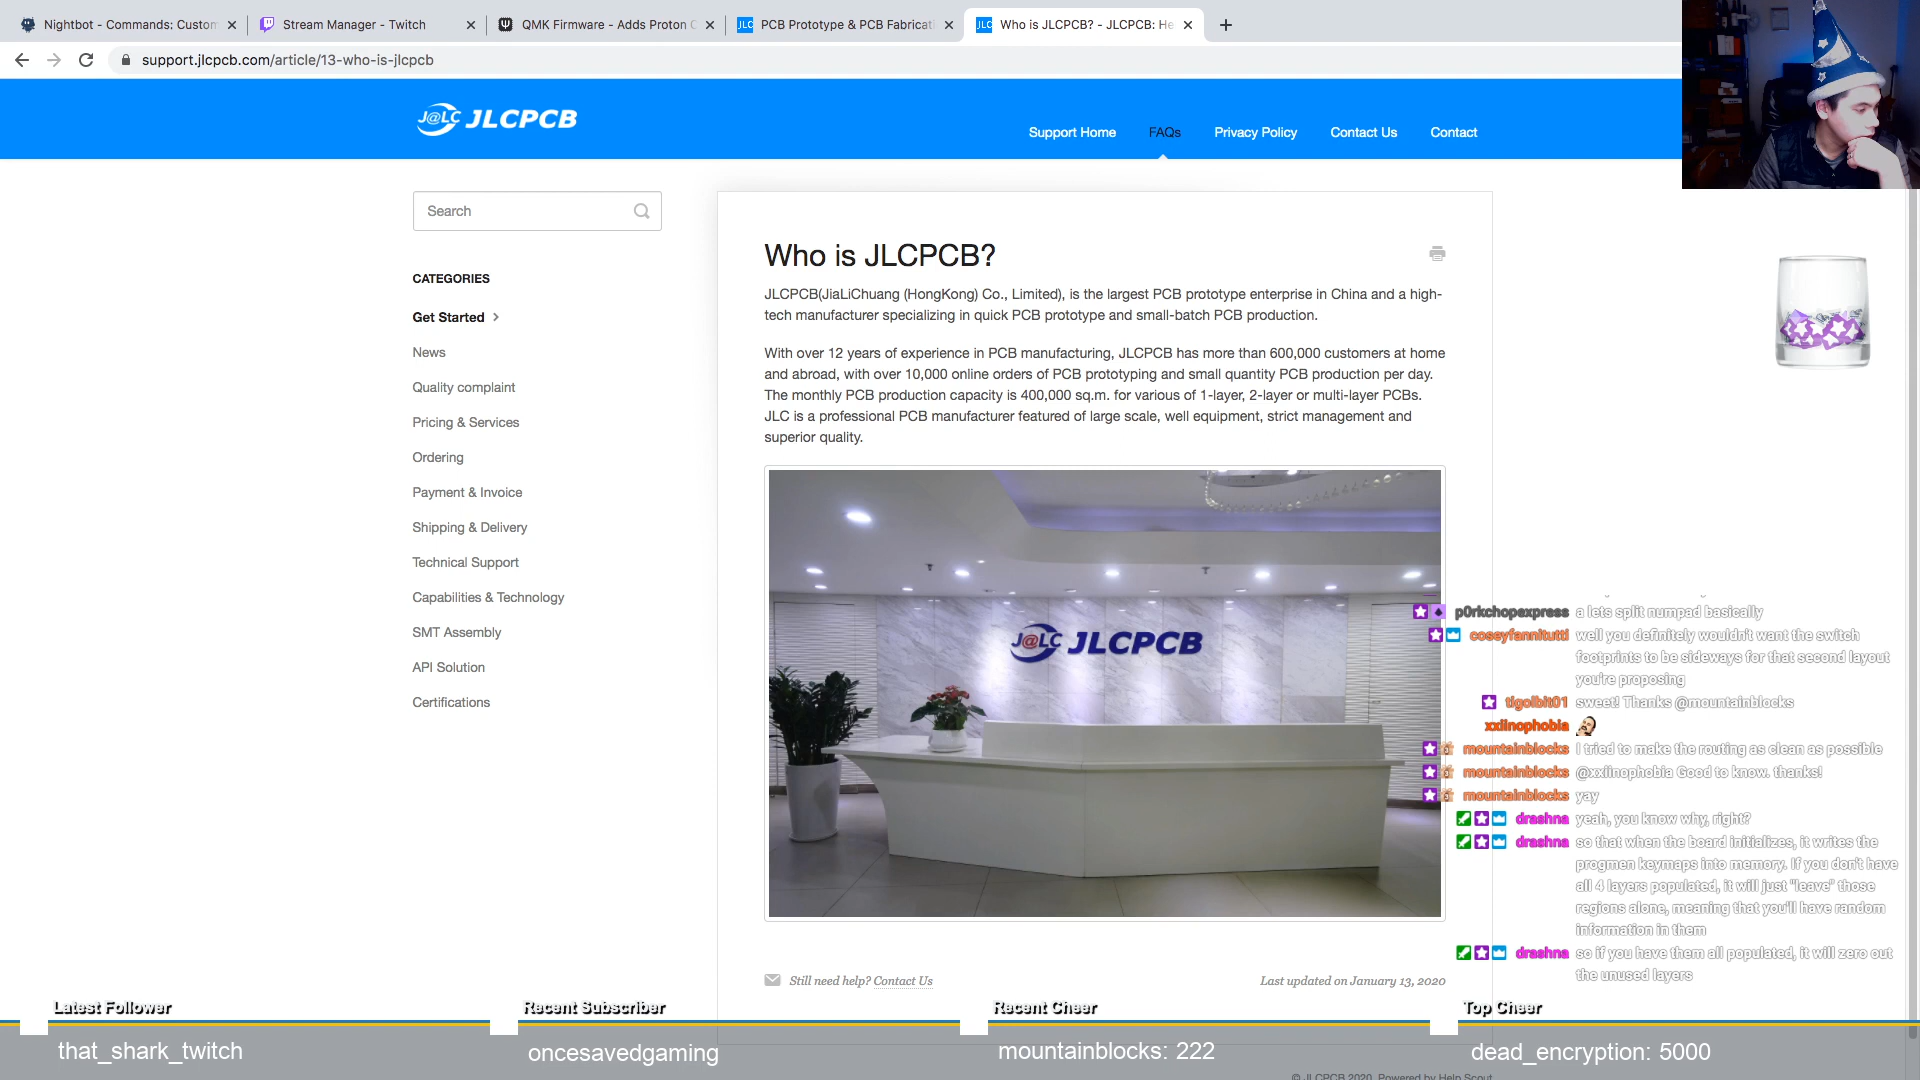 Nightbot - Commands: Custom
Stream Manager - Twitch
QMK Firmware - Adds Proton C
JLC PCB Prototype & PCB Fabricati
JLC Who is JLCPCB? - JLCPCB: He
support.jlcpcb.com/article/13-who-is-jlcpcb
J@LC JLCPCB
Support Home
FAQs
Privacy Policy
Contact Us
Contact
Search
CATEGORIES
Get Started
News
Quality complaint
Pricing & Services
Ordering
Payment & Invoice
Shipping & Delivery
Technical Support
Capabilities & Technology
SMT Assembly
API Solution
Certifications
Who is JLCPCB?
JLCPCB(JiaLiChuang (HongKong) Co., Limited), is the largest PCB prototype enterprise in China and a high-
tech manufacturer specializing in quick PCB prototype and small-batch PCB production.
With over 12 years of experience in PCB manufacturing, JLCPCB has more than 600,000 customers at home
and abroad, with over 10,000 online orders of PCB prototyping and small quantity PCB production per day.
The monthly PCB production capacity is 400,000 sq.m. for various of 1-layer, 2-layer or multi-layer PCBs.
JLC is a professional PCB manufacturer featured of large scale, well equipment, strict management and
superior quality.
J@LC JLCPCB
Still need help? Contact Us
Last updated on January 13, 2020
p0rkchopexpress a lets split numpad basically
coseyfannitutti well you definitely wouldn't want the switch
footprints to be sideways for that second layout
you're proposing
tigolbit01 sweet! Thanks @mountainblocks
xxiinophobia
mountainblocks I tried to make the routing as clean as possible
mountainblocks @xxiinophobia Good to know. thanks!
mountainblocks yay
drashna yeah, you know why, right?
drashna so that when the board initializes, it writes the
progmen keymaps into memory. If you don't have
all 4 layers populated, it will just "leave" those
regions alone, meaning that you'll have random
information in them
drashna so if you have them all populated, it will zero out
the unused layers
Latest Follower
that_shark_twitch
Recent Subscriber
oncesavedgaming
Recent Cheer
mountainblocks: 222
Top Cheer
dead_encryption: 5000
© JLCPCB 2020. Powered by Help Scout